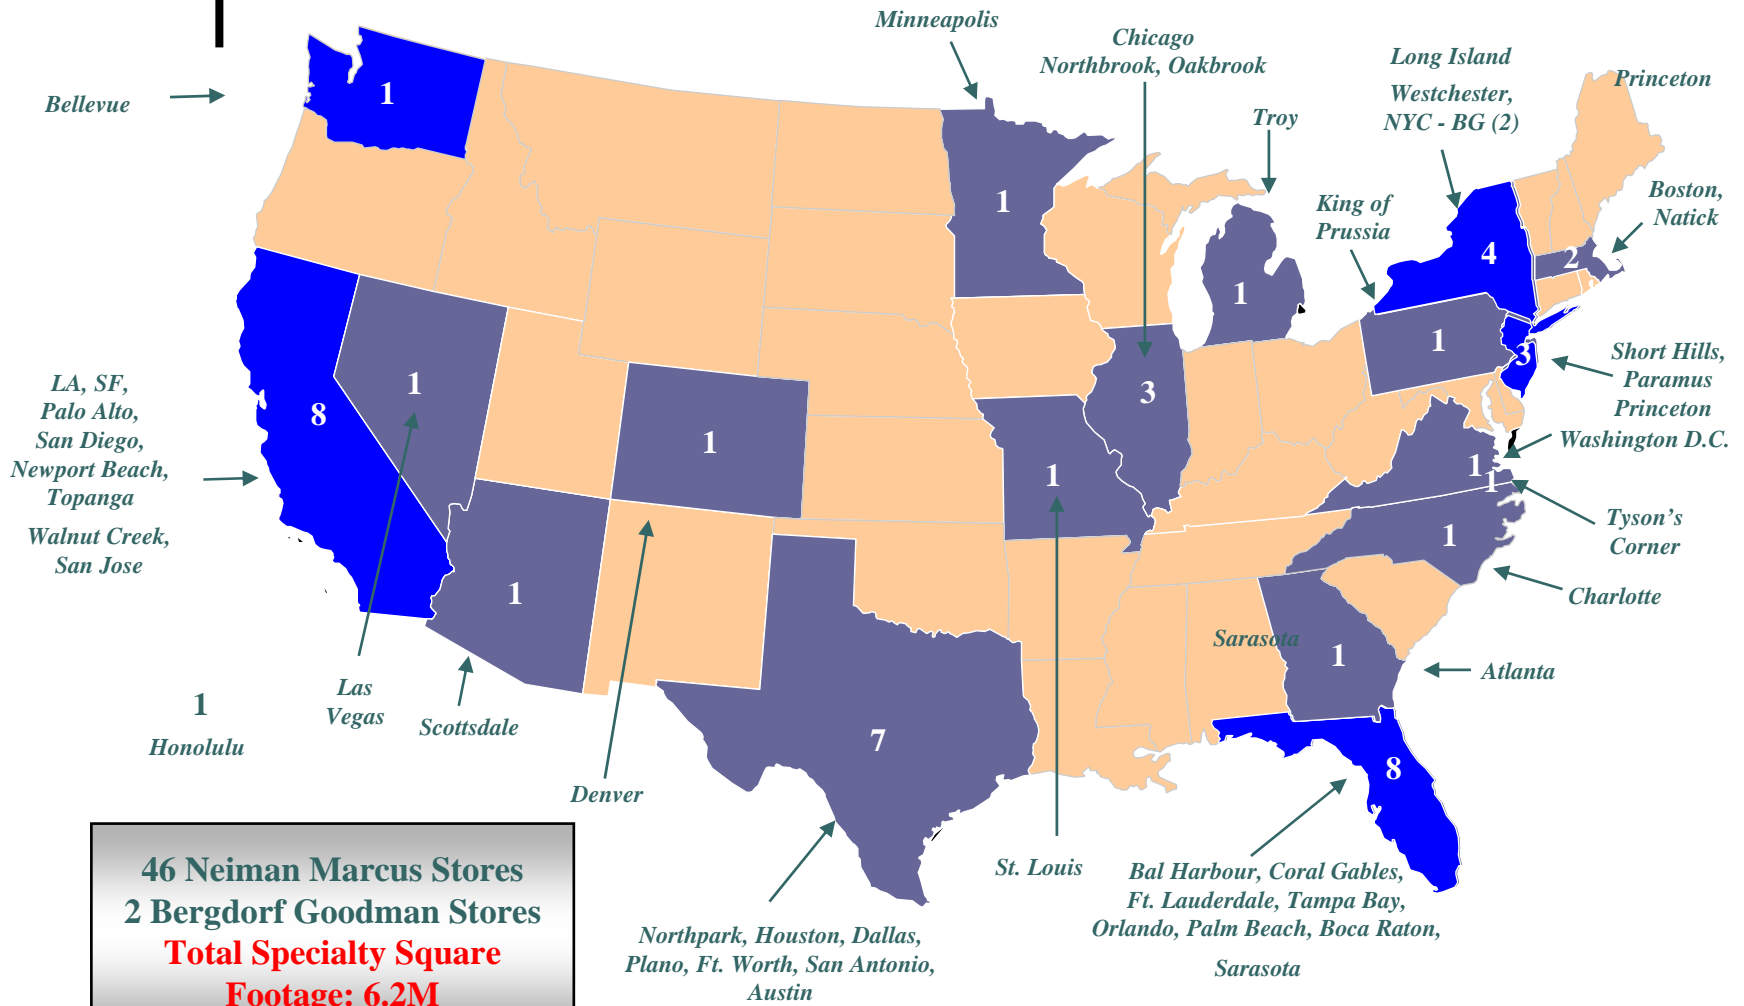 Minneapolis
Chicago
Northbrook, Oakbrook
Long Island
Westchester,
NYC - BG (2)
Princeton
Bellevue
1
Troy
King of
Prussia
Boston,
Natick
1
4
2
1
1
1
3
Short Hills,
Paramus
Princeton
Washington D.C.
LA, SF,
Palo Alto,
San Diego,
Newport Beach,
Topanga
Walnut Creek,
San Jose
8
1
1
3
1
1
1
Tyson's
Corner
1
Charlotte
1
Sarasota
1
Atlanta
1
Honolulu
Las
Vegas
Scottsdale
7
8
Denver
St. Louis
Bal Harbour, Coral Gables,
Ft. Lauderdale, Tampa Bay,
Orlando, Palm Beach, Boca Raton,
Sarasota
Northpark, Houston, Dallas,
Plano, Ft. Worth, San Antonio,
Austin
46 Neiman Marcus Stores
2 Bergdorf Goodman Stores
Total Specialty Square
Footage: 6.2M